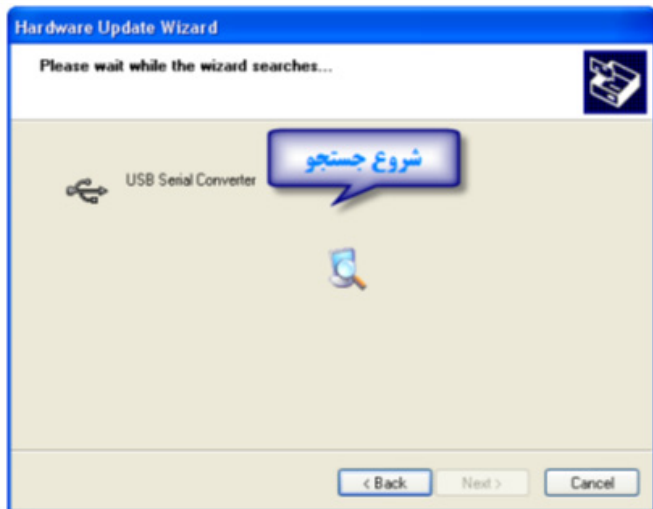 Hardware Update Wizard
Please wait while the wizard searches...
شروع جستجو
USB Serial Converter
< Back Next > Cancel